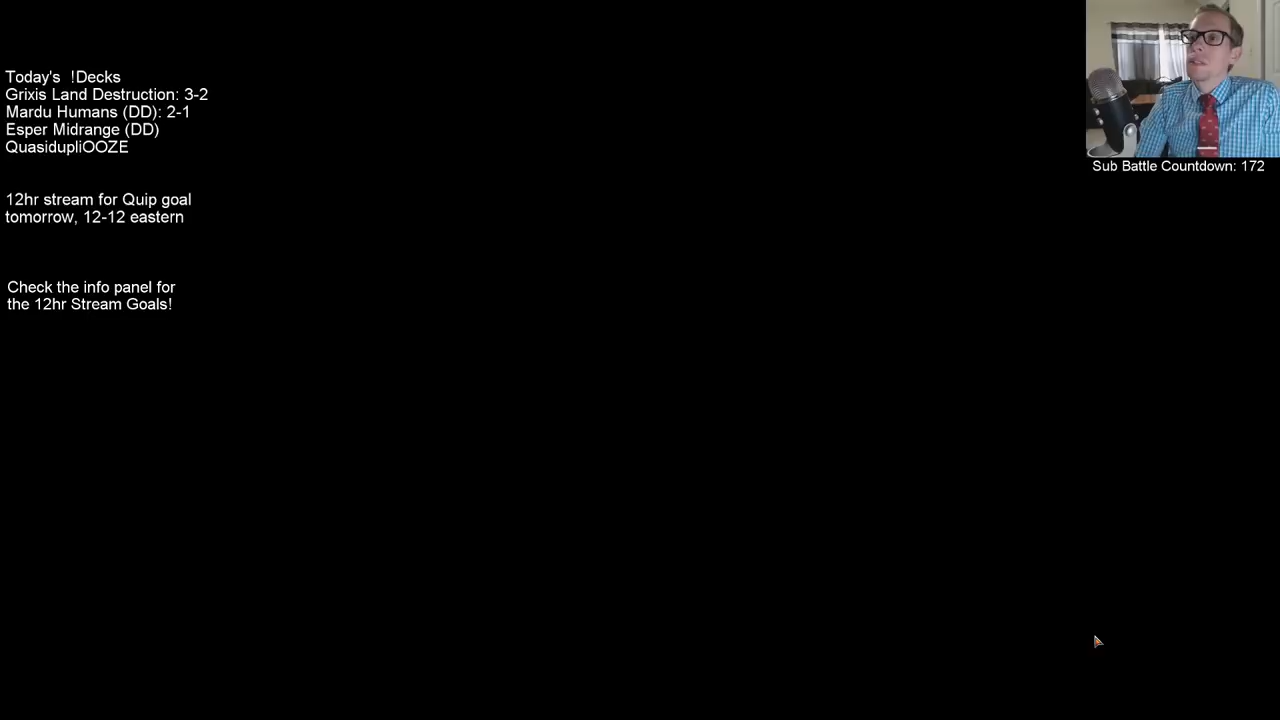 Today's !Decks
Grixis Land Destruction: 3-2
Mardu Humans (DD): 2-1
Esper Midrange (DD)
QuasidupliOOZE
12hr stream for Quip goal
tomorrow, 12-12 eastern
Check the info panel for
the 12hr Stream Goals!
Sub Battle Countdown: 172